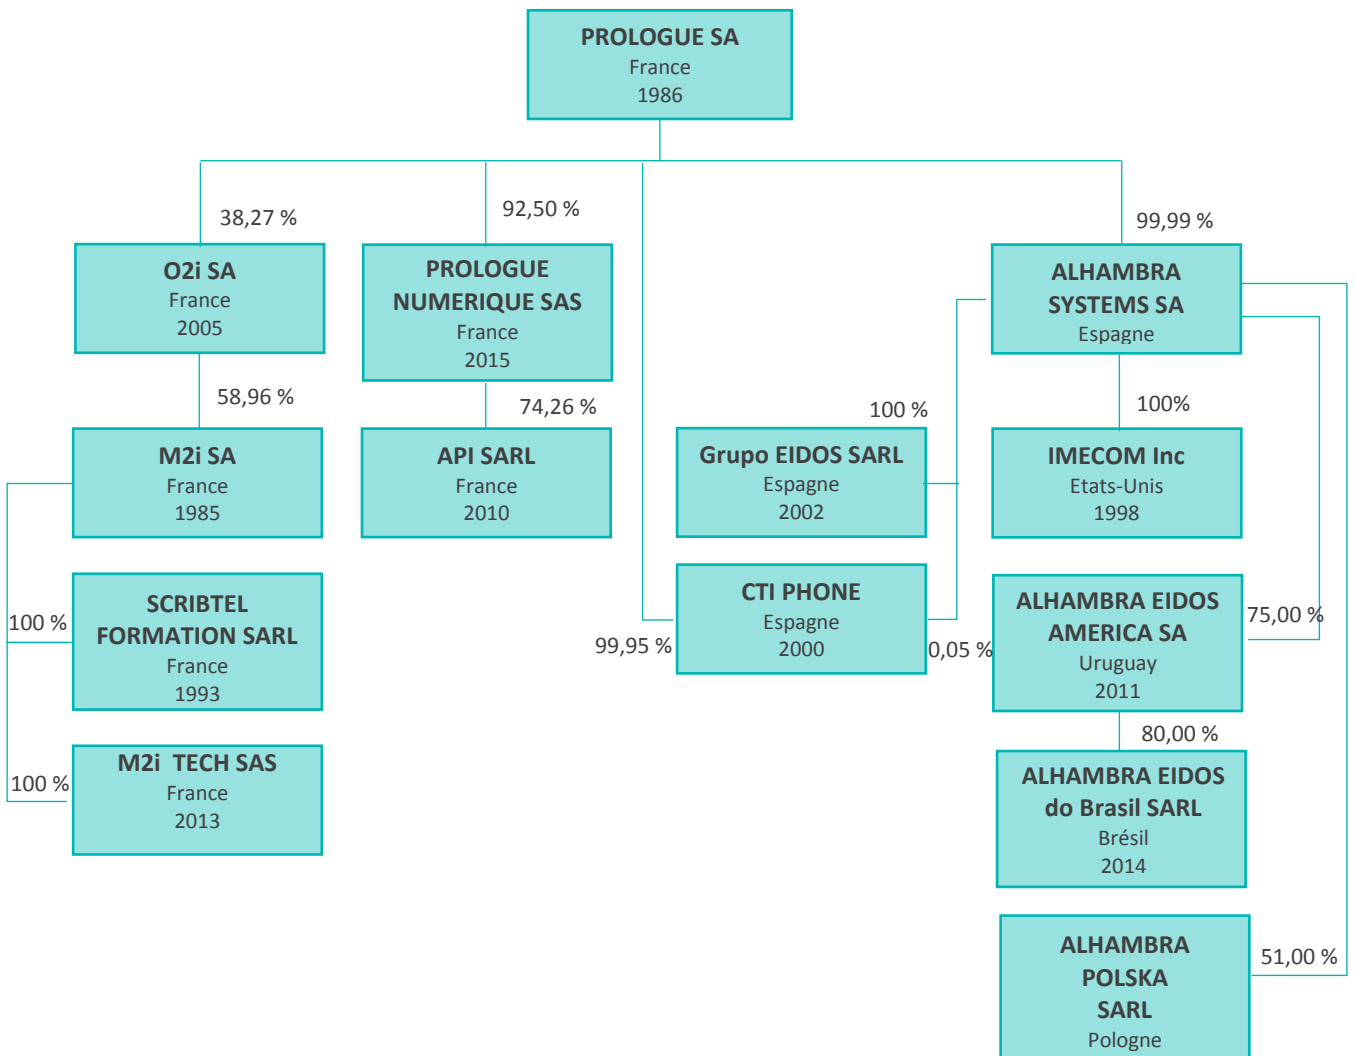 PROLOGUE SA
France
1986
38,27 %
92,50 %
99,99 %
O2i SA
France
2005
PROLOGUE
NUMERIQUE SAS
France
2015
ALHAMBRA
SYSTEMS SA
Espagne
58,96 %
74,26 %
100 %
100%
M2i SA
France
1985
API SARL
France
2010
Grupo EIDOS SARL
Espagne
2002
IMECOM Inc
Etats-Unis
1998
SCRIBTEL
FORMATION SARL
France
1993
100 %
CTI PHONE
Espagne
2000
99,95 %
0,05 %
ALHAMBRA EIDOS
AMERICA SA
Uruguay
2011
75,00 %
80,00 %
M2i  TECH SAS
France
2013
100 %
ALHAMBRA EIDOS
do Brasil SARL
Brésil
2014
ALHAMBRA
POLSKA
SARL
Pologne
51,00 %